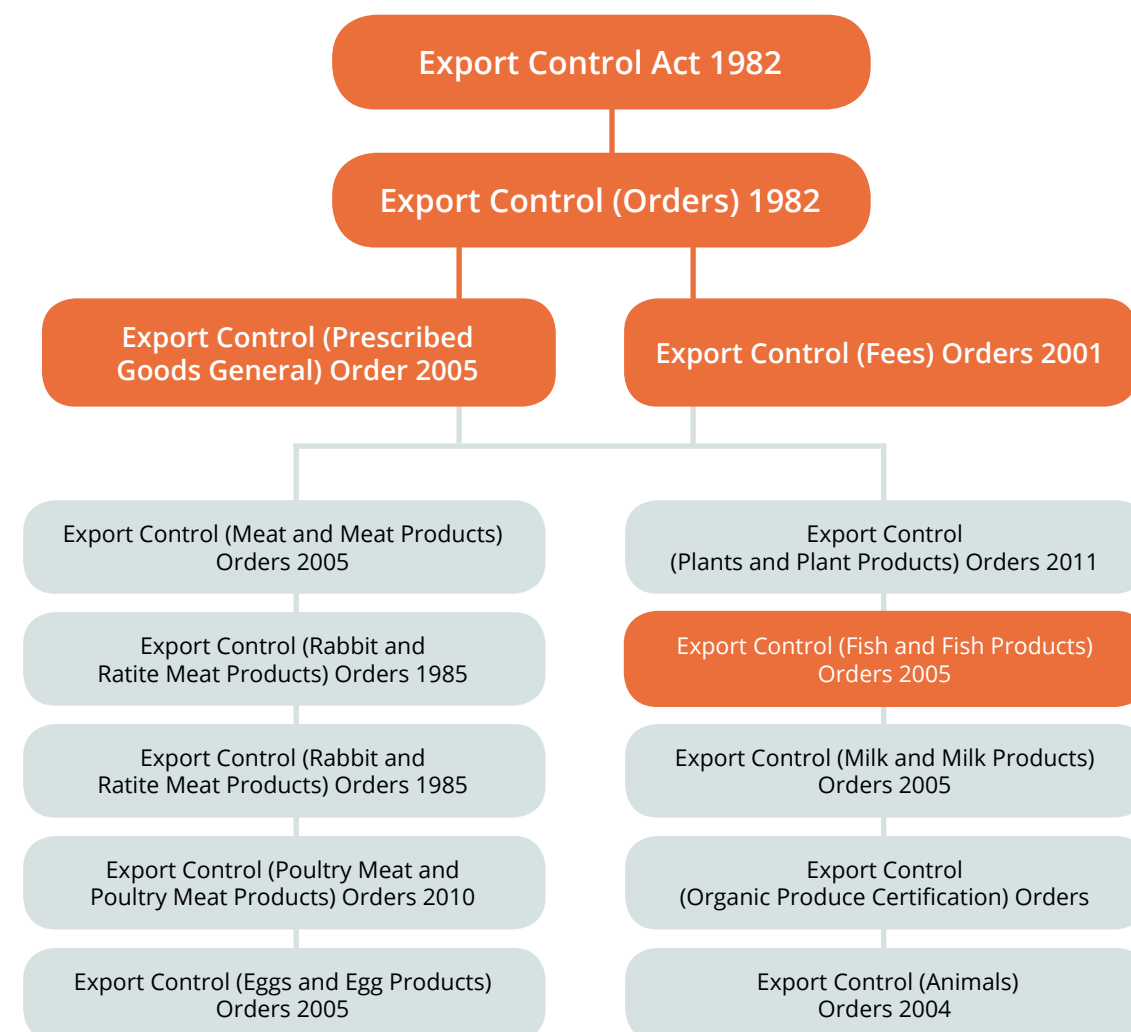 Export Control Act 1982
Export Control (Orders) 1982
Export Control (Prescribed
Goods General) Order 2005
Export Control (Fees) Orders 2001
Export Control (Meat and Meat Products)
Orders 2005
Export Control (Rabbit and
Ratite Meat Products) Orders 1985
Export Control (Rabbit and
Ratite Meat Products) Orders 1985
Export Control (Poultry Meat and
Poultry Meat Products) Orders 2010
Export Control (Eggs and Egg Products)
Orders 2005
Export Control
(Plants and Plant Products) Orders 2011
Export Control (Fish and Fish Products)
Orders 2005
Export Control (Milk and Milk Products)
Orders 2005
Export Control
(Organic Produce Certification) Orders
Export Control (Animals)
Orders 2004